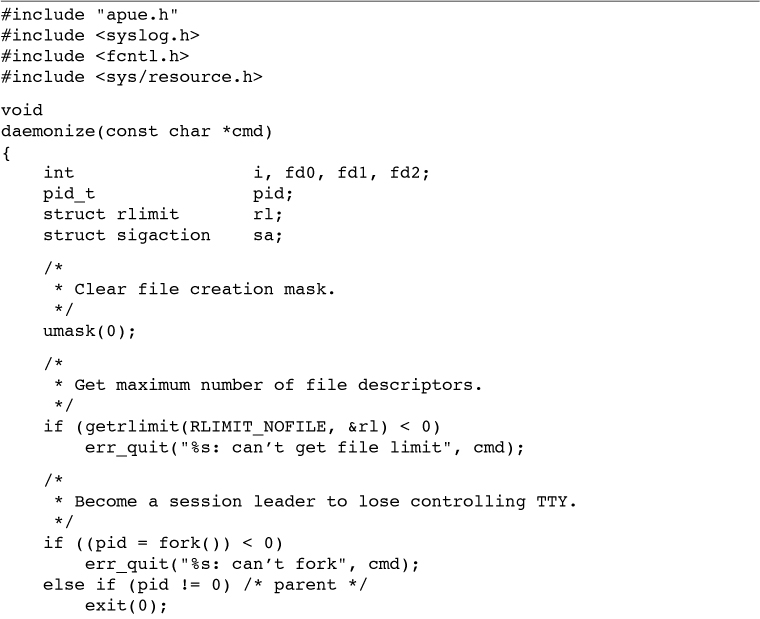 #include "apue.h"
#include <syslog.h>
#include <fcntl.h>
#include <sys/resource.h>
void
daemonize(const char *cmd)
{
    int                 i, fd0, fd1, fd2;
    pid_t               pid;
    struct rlimit       rl;
    struct sigaction    sa;
    /*
     * Clear file creation mask.
     */
    umask(0);
    /*
     * Get maximum number of file descriptors.
     */
    if (getrlimit(RLIMIT_NOFILE, &rl) < 0)
        err_quit("%s: can’t get file limit", cmd);
    /*
     * Become a session leader to lose controlling TTY.
     */
    if ((pid = fork()) < 0)
        err_quit("%s: can’t fork", cmd);
    else if (pid != 0) /* parent */
        exit(0);